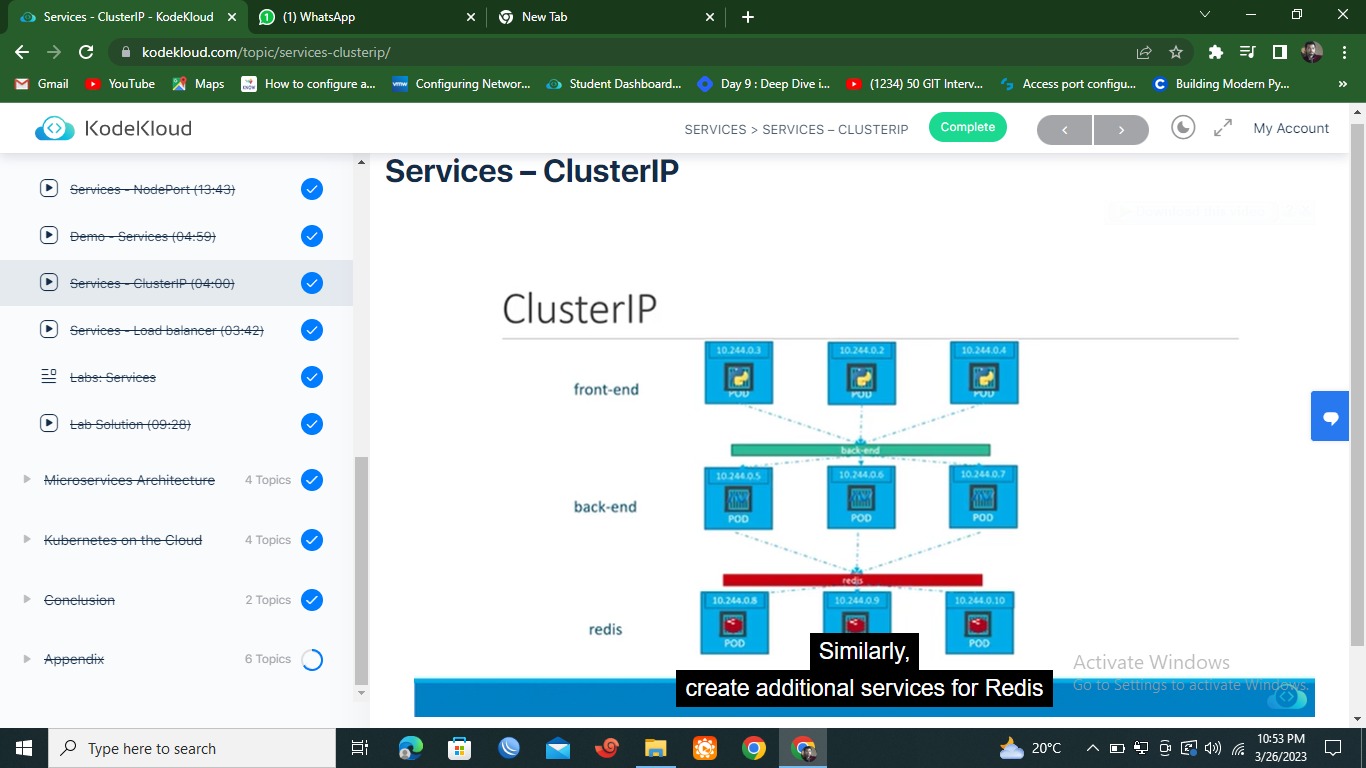 Services - ClusterIP - KodeKloud
(1) WhatsApp
New Tab
kodekloud.com/topic/services-clusterip/
Gmail
YouTube
Maps
How to configure a...
Configuring Networ...
Student Dashboard...
Day 9 : Deep Dive i...
(1234) 50 GIT Interv...
Access port configu...
Building Modern Py...
»
KodeKloud
SERVICES > SERVICES – CLUSTERIP
Complete
My Account
Services - NodePort (13:43)
Demo - Services (04:59)
Services - ClusterIP (04:00)
Services - Load balancer (03:42)
Labs: Services
Lab Solution (09:28)
Microservices Architecture 4 Topics
Kubernetes on the Cloud 4 Topics
Conclusion 2 Topics
Appendix 6 Topics
Services – ClusterIP
ClusterIP
10.244.0.3 10.244.0.2 10.244.0.4
front-end
POD POD POD
back-end
10.244.0.5 10.244.0.6 10.244.0.7
back-end
POD POD POD
redis
10.244.0.8 10.244.0.9 10.244.0.10
redis
POD POD
Similarly,
create additional services for Redis
Activate Windows
Go to Settings to activate Windows.
Type here to search
20°C
10:53 PM
3/26/2023